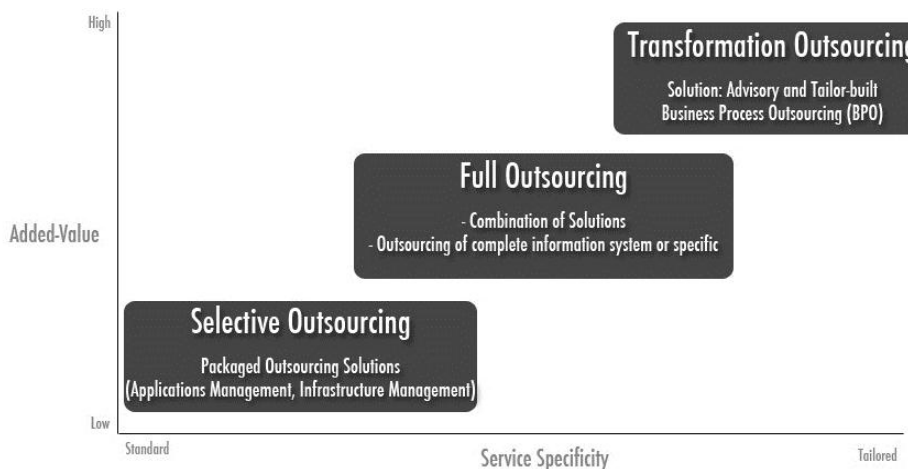 High
Transformation Outsourcing
Solution: Advisory and Tailor-built
Business Process Outsourcing (BPO)
Full Outsourcing
- Combination of Solutions
- Outsourcing of complete information system or specific
Added-Value
Selective Outsourcing
Packaged Outsourcing Solutions
(Applications Management, Infrastructure Management)
Low
Standard
Service Specificity
Tailored